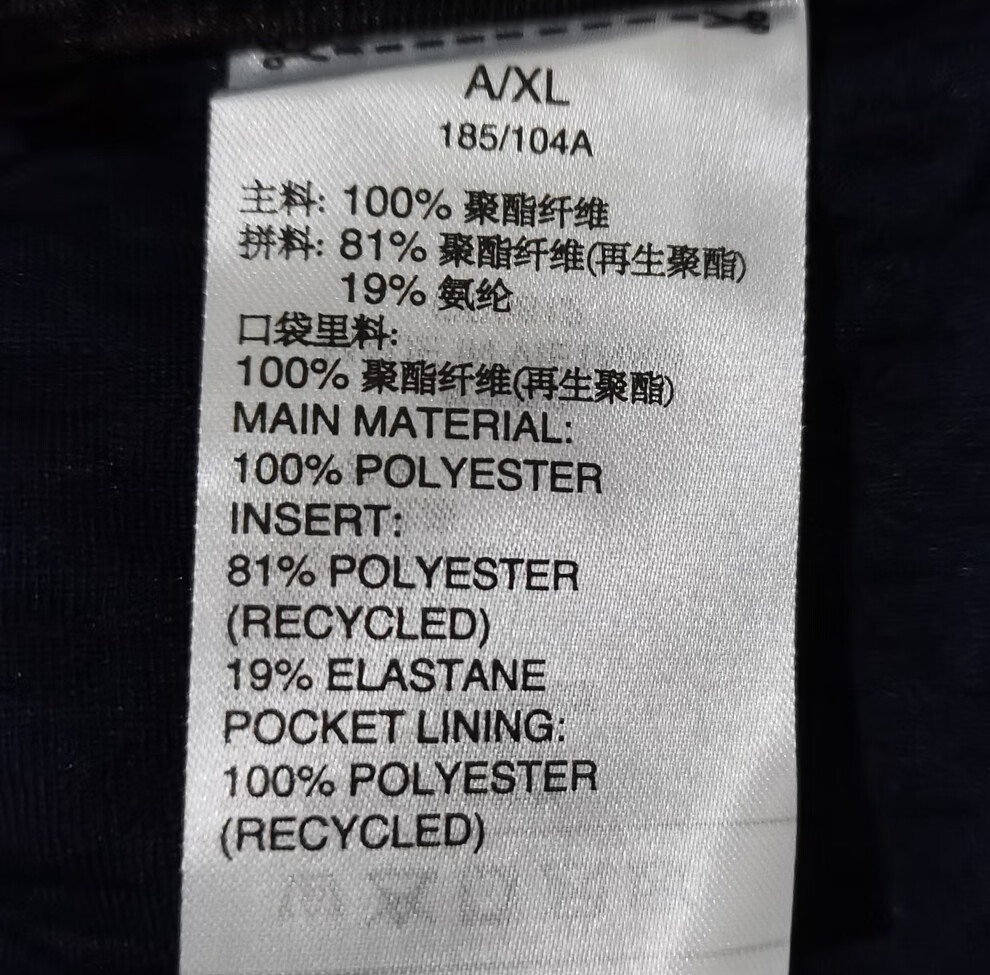 A/XL
185/104A
主料: 100% 聚酯纤维
拼料: 81% 聚酯纤维(再生聚酯)
19% 氨纶
口袋里料:
100% 聚酯纤维(再生聚酯)
MAIN MATERIAL:
100% POLYESTER
INSERT:
81% POLYESTER
(RECYCLED)
19% ELASTANE
POCKET LINING:
100% POLYESTER
(RECYCLED)